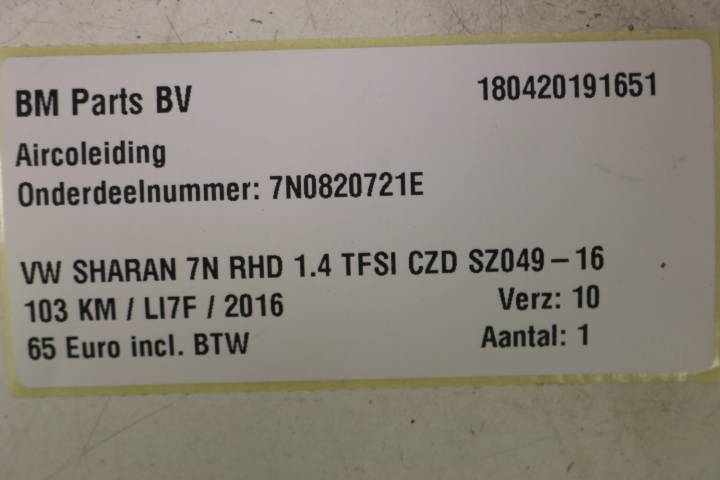 BM Parts BV 180420191651
Aircoleiding
Onderdeelnummer: 7N0820721E
VW SHARAN 7N RHD 1.4 TFSI CZD SZ049-16
103 KM / LI7F / 2016 Verz: 10
65 Euro incl. BTW Aantal: 1